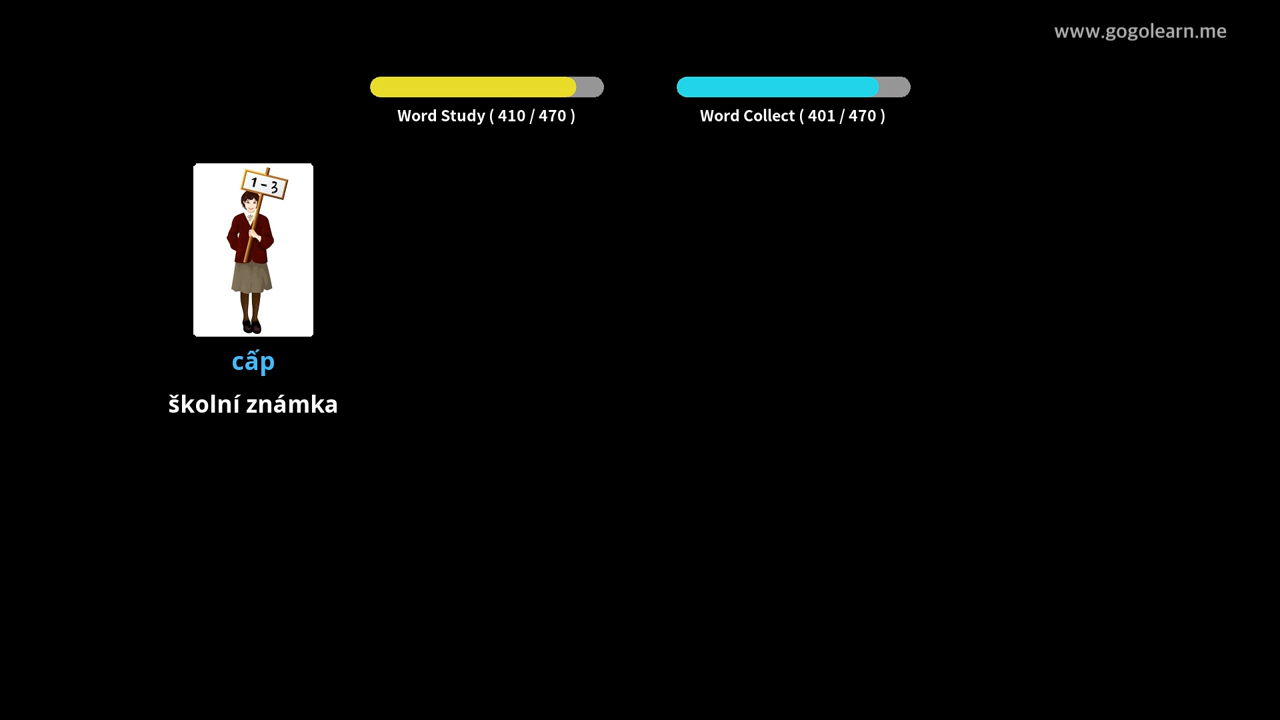 www.gogolearn.me
Word Study ( 410 / 470 )
Word Collect ( 401 / 470 )
1-3
cấp
školní známka